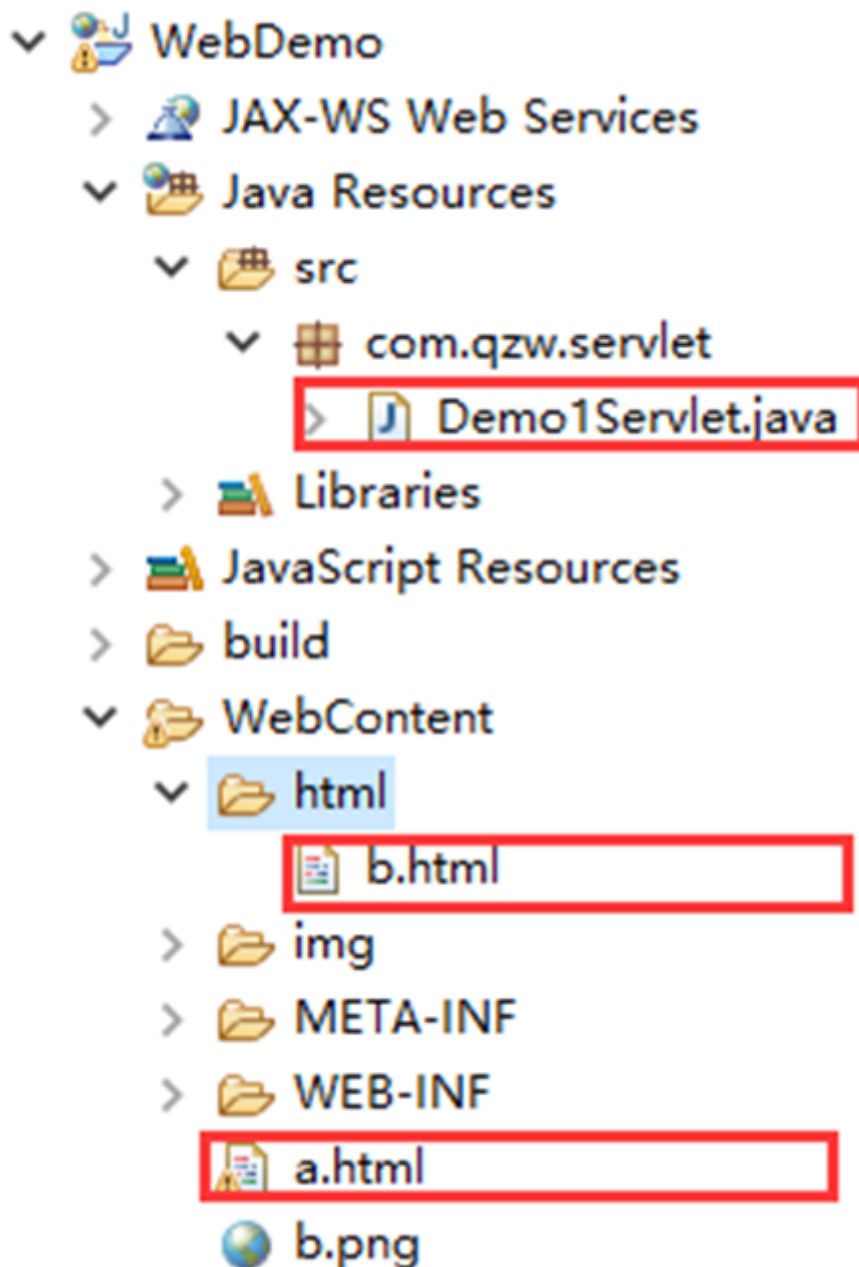 WebDemo
JAX-WS Web Services
Java Resources
src
com.qzw.servlet
Demo1Servlet.java
Libraries
JavaScript Resources
build
WebContent
html
b.html
img
META-INF
WEB-INF
a.html
b.png